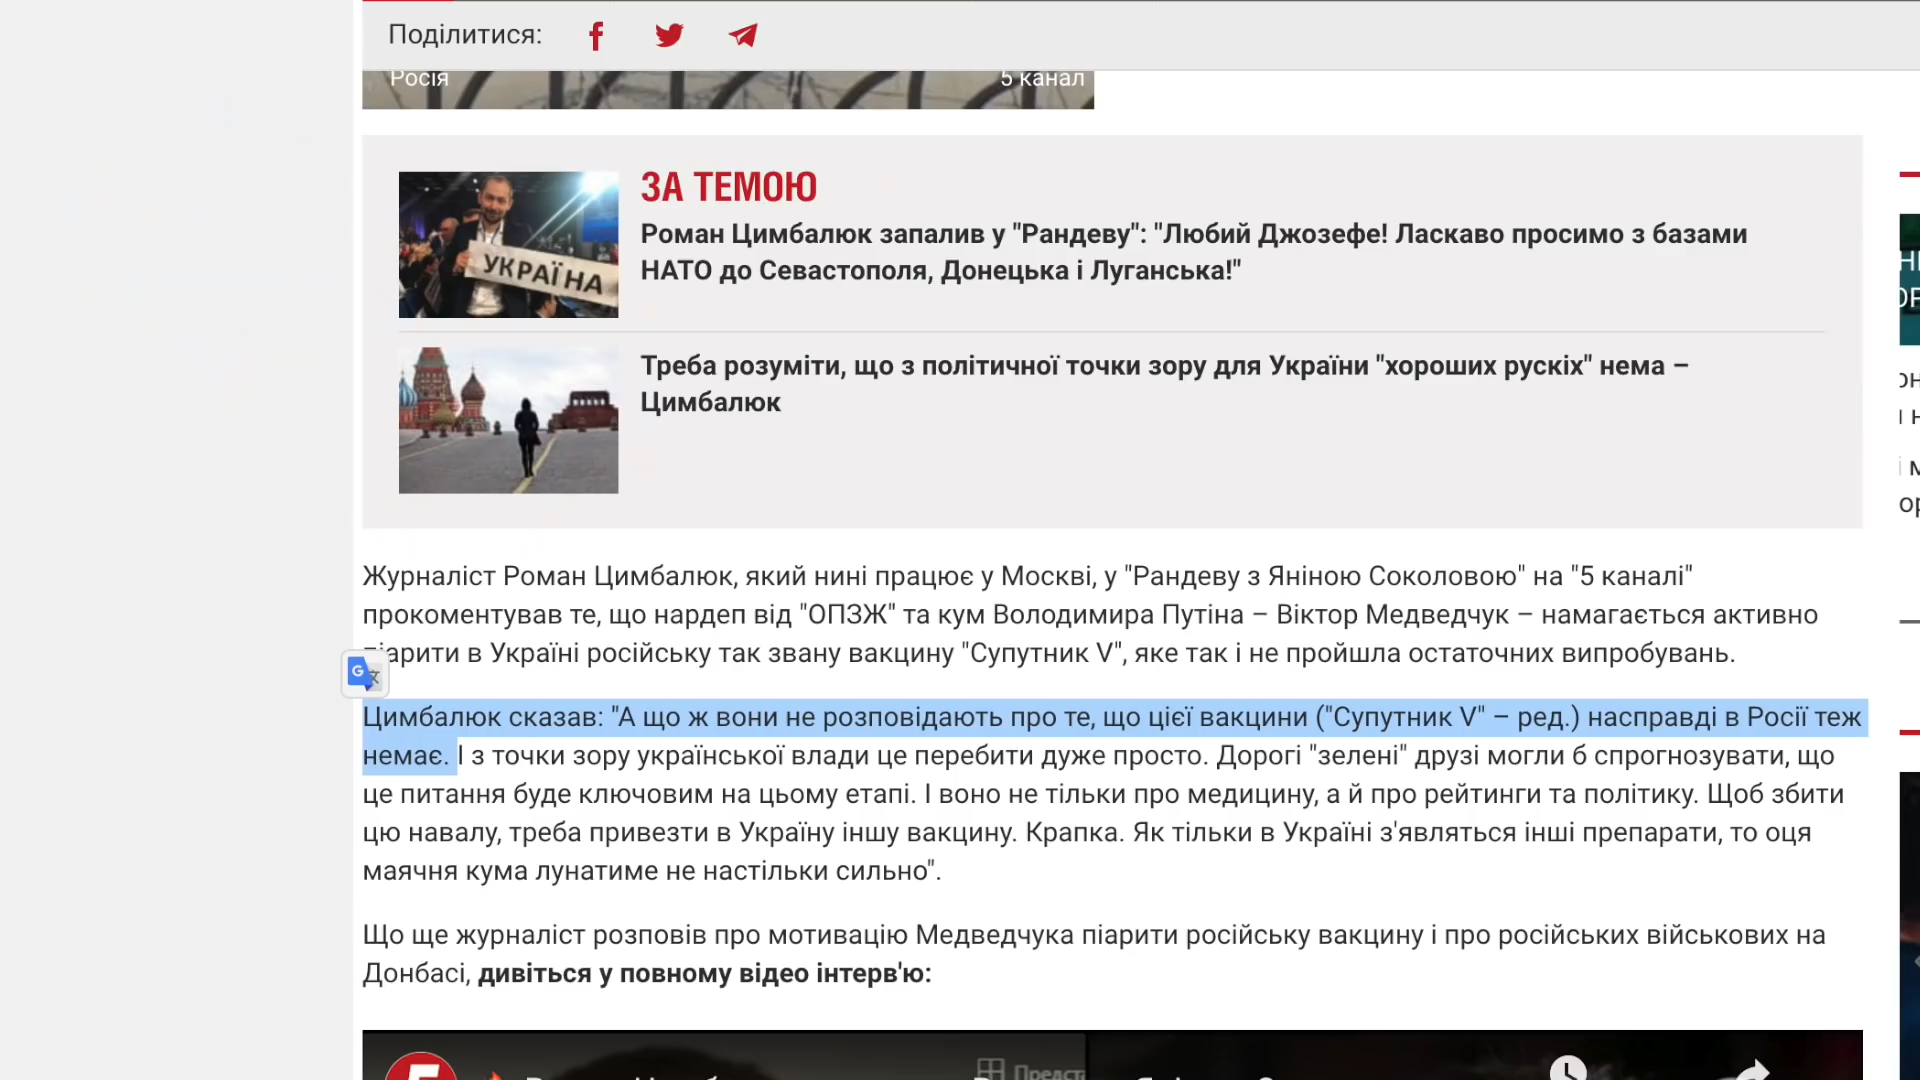 Поділитися:
Росія
5 канал
ЗА ТЕМОЮ
УКРАЇНА
Роман Цимбалюк запалив у "Рандеву": "Любий Джозефе! Ласкаво просимо з базами
НАТО до Севастополя, Донецька і Луганська!"
Треба розуміти, що з політичної точки зору для України "хороших рускіх" нема –
Цимбалюк
Журналіст Роман Цимбалюк, який нині працює у Москві, у "Рандеву з Яніною Соколовою" на "5 каналі"
прокоментував те, що нардеп від "ОПЗЖ" та кум Володимира Путіна – Віктор Медведчук – намагається активно
піарити в Україні російську так звану вакцину "Супутник V", яке так і не пройшла остаточних випробувань.
Цимбалюк сказав: "А що ж вони не розповідають про те, що цієї вакцини ("Супутник V" – ред.) насправді в Росії теж
немає. І з точки зору української влади це перебити дуже просто. Дорогі "зелені" друзі могли б спрогнозувати, що
це питання буде ключовим на цьому етапі. І воно не тільки про медицину, а й про рейтинги та політику. Щоб збити
цю навалу, треба привезти в Україну іншу вакцину. Крапка. Як тільки в Україні з'являться інші препарати, то оця
маячня кума лунатиме не настільки сильно".
Що ще журналіст розповів про мотивацію Медведчука піарити російську вакцину і про російських військових на
Донбасі, дивіться у повному відео інтерв'ю: